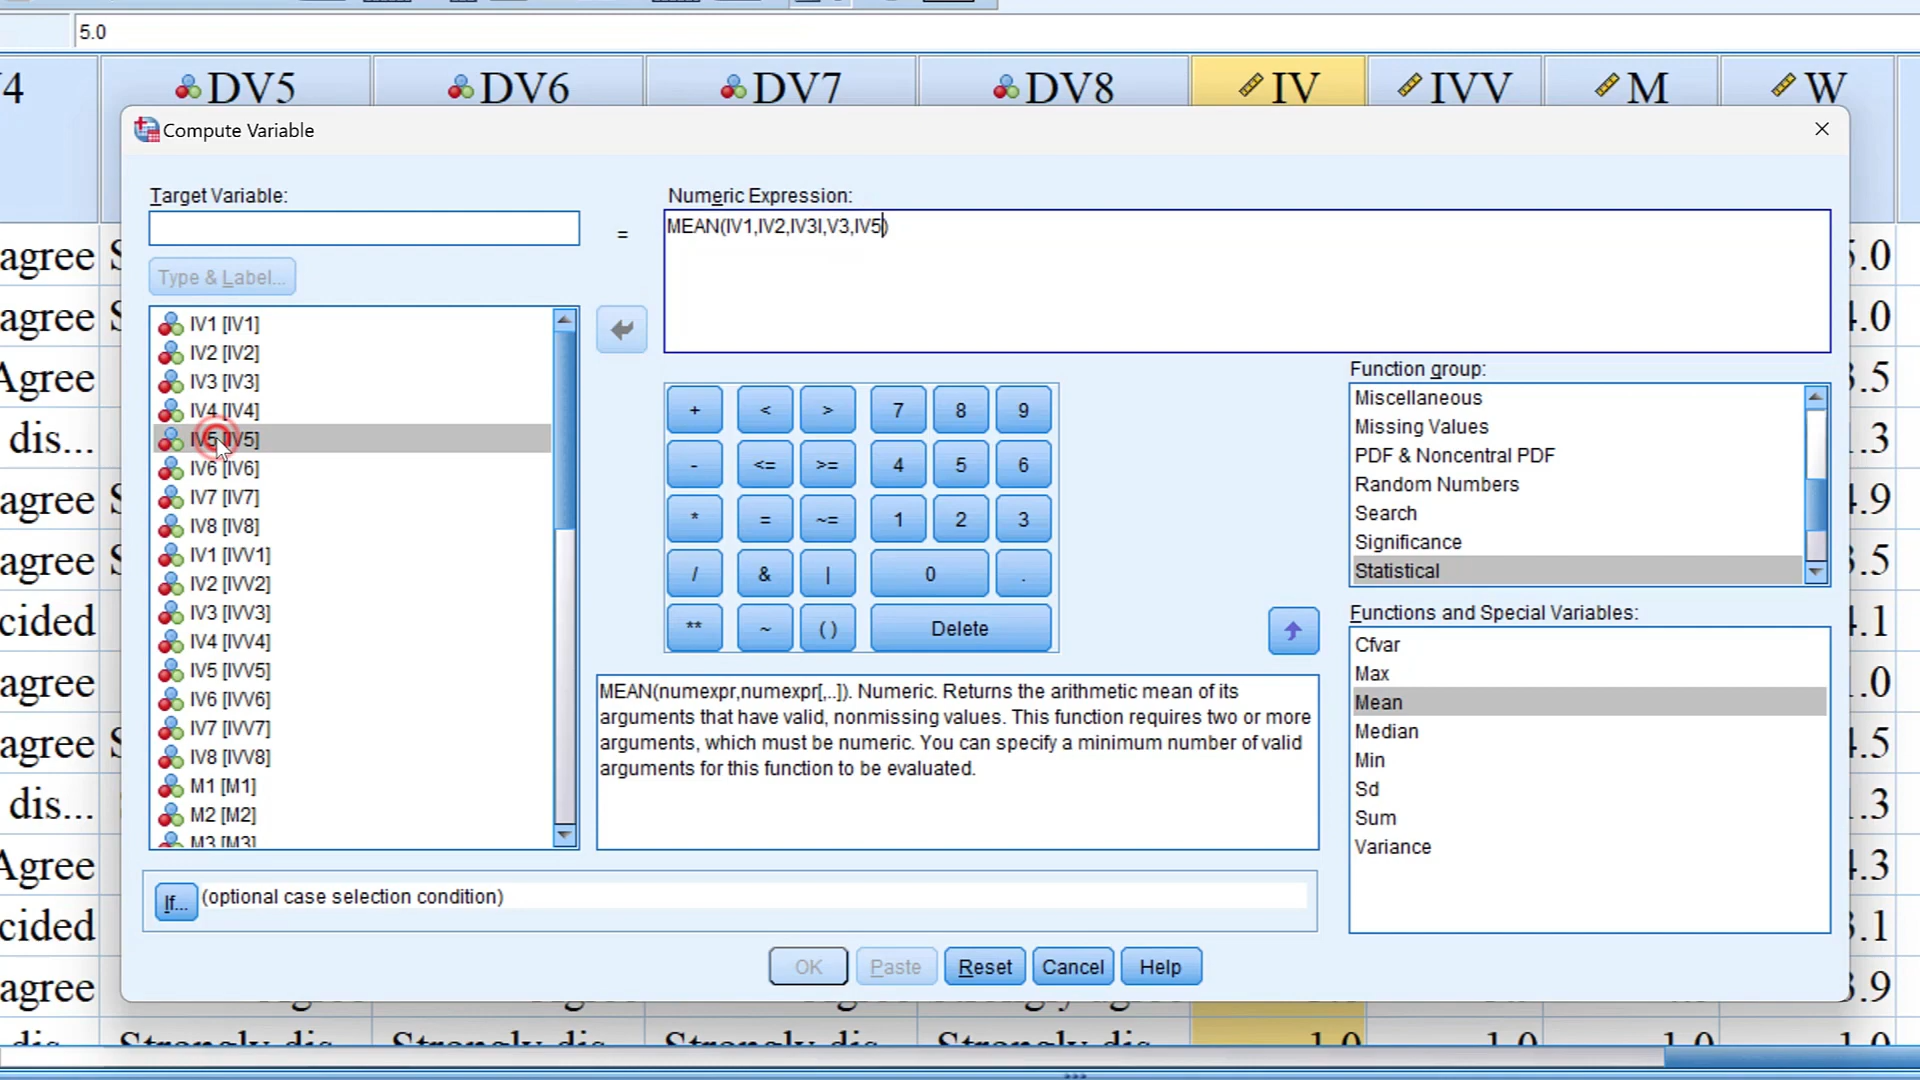 5.0
DV5 DV6 DV7 DV8 IV IVV M W
Compute Variable
Target Variable:
Numeric Expression:
=
MEAN(IV1,IV2,IV3I,V3,IV5)
Type & Label...
IV1 [IV1]
IV2 [IV2]
IV3 [IV3]
IV4 [IV4]
IV5 [IV5]
IV6 [IV6]
IV7 [IV7]
IV8 [IV8]
IV1 [IVV1]
IV2 [IVV2]
IV3 [IVV3]
IV4 [IVV4]
IV5 [IVV5]
IV6 [IVV6]
IV7 [IVV7]
IV8 [IVV8]
M1 [M1]
M2 [M2]
M3 [M3]
+ < > 7 8 9
- <= >= 4 5 6
* = ~= 1 2 3
/ & | 0 .
** ~ ( ) Delete
Function group:
Miscellaneous
Missing Values
PDF & Noncentral PDF
Random Numbers
Search
Significance
Statistical
Functions and Special Variables:
Cfvar
Max
Mean
Median
Min
Sd
Sum
Variance
MEAN(numexpr,numexpr[,..]). Numeric. Returns the arithmetic mean of its
arguments that have valid, nonmissing values. This function requires two or more
arguments, which must be numeric. You can specify a minimum number of valid
arguments for this function to be evaluated.
If... (optional case selection condition)
OK Paste Reset Cancel Help
agree
agree
Agree
dis...
agree
agree
cided
agree
agree
dis...
Agree
cided
agree